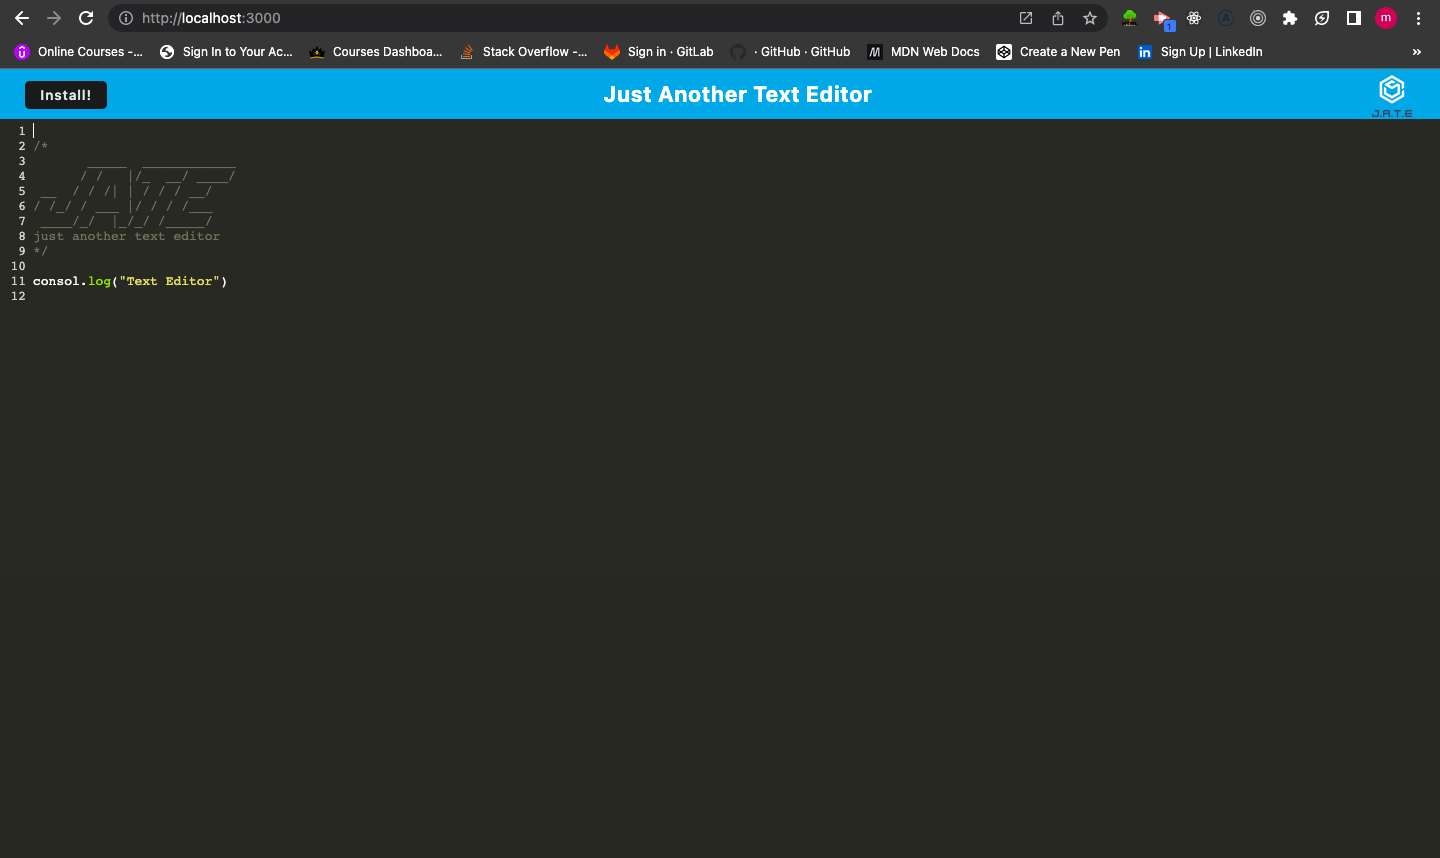 http://localhost:3000
m
1
Online Courses -...
Sign In to Your Ac...
Courses Dashboa...
Stack Overflow -...
Sign in · GitLab
· GitHub · GitHub
MDN Web Docs
Create a New Pen
Sign Up | LinkedIn
»
Install!
Just Another Text Editor
J.A.T.E
1
2 /*
3        _____  ____________
4       / /   |/_  __/ ____/
5  __  / / /| | / / / __/
6 / /_/ / ___ |/ / / /___
7  ____/_/  |_/_/ /_____/
8 just another text editor
9 */
10
11 consol.log("Text Editor")
12